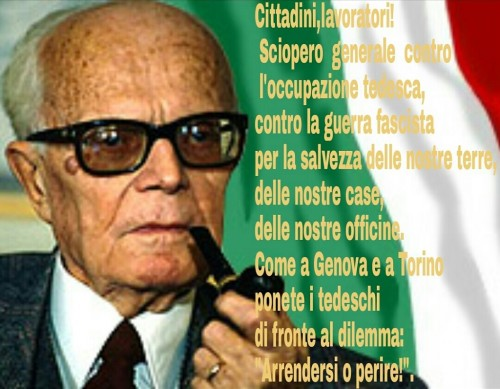 Cittadini,lavoratori!
Sciopero generale contro
l'occupazione tedesca,
contro la guerra fascista
per la salvezza delle nostre terre,
delle nostre case,
delle nostre officine.
Come a Genova e a Torino
ponete i tedeschi
di fronte al dilemma:
"Arrendersi o perire!".